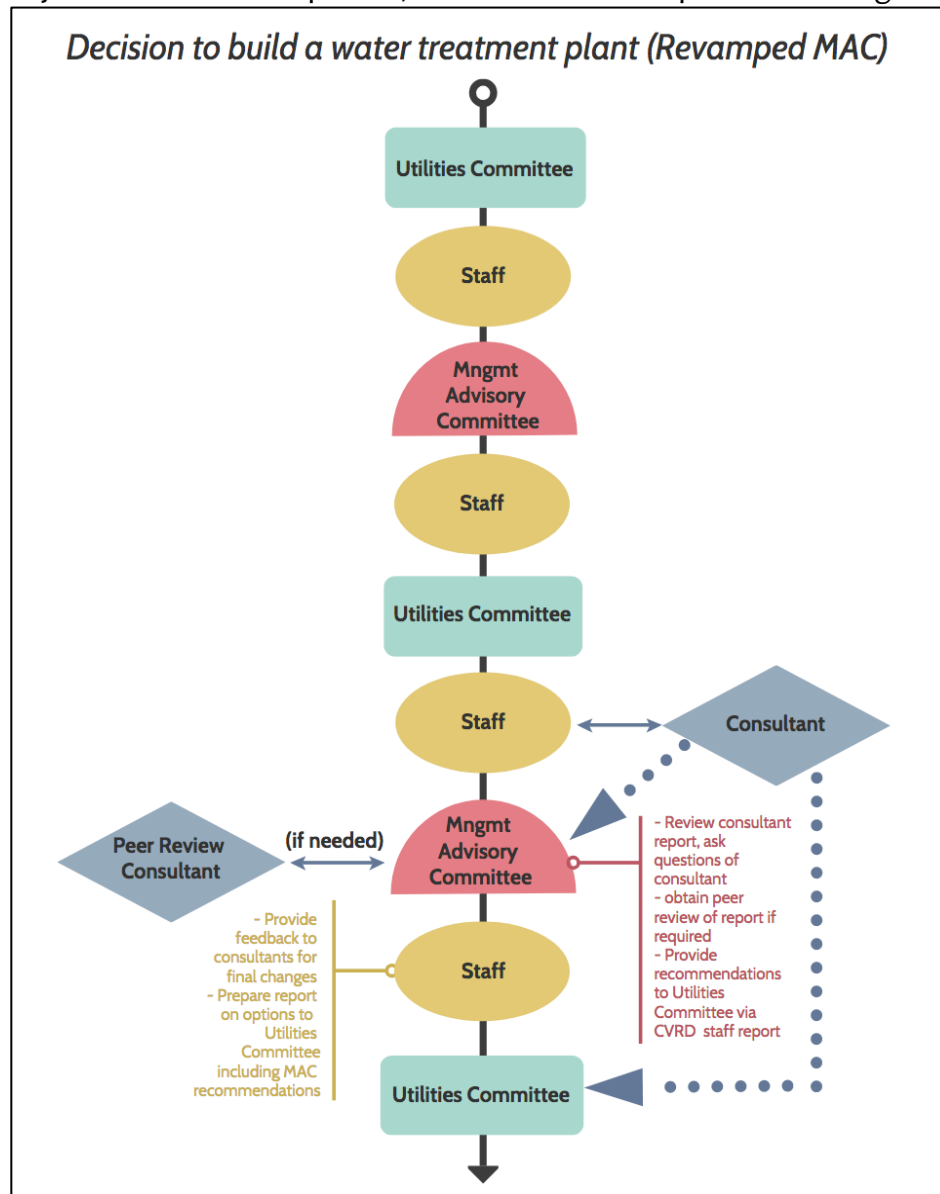 Decision to build a water treatment plant (Revamped MAC)
Utilities Committee
Staff
Mngmt
Advisory
Committee
Staff
Utilities Committee
Staff
Consultant
Peer Review
Consultant
(if needed)
Mngmt
Advisory
Committee
- Review consultant
report, ask
questions of
consultant
- obtain peer
review of report if
required
- Provide
recommendations
to Utilities
Committee via
CVRD staff report
- Provide
feedback to
consultants for
final changes
- Prepare report
on options to
Utilities
Committee
including MAC
recommendations
Staff
Utilities Committee